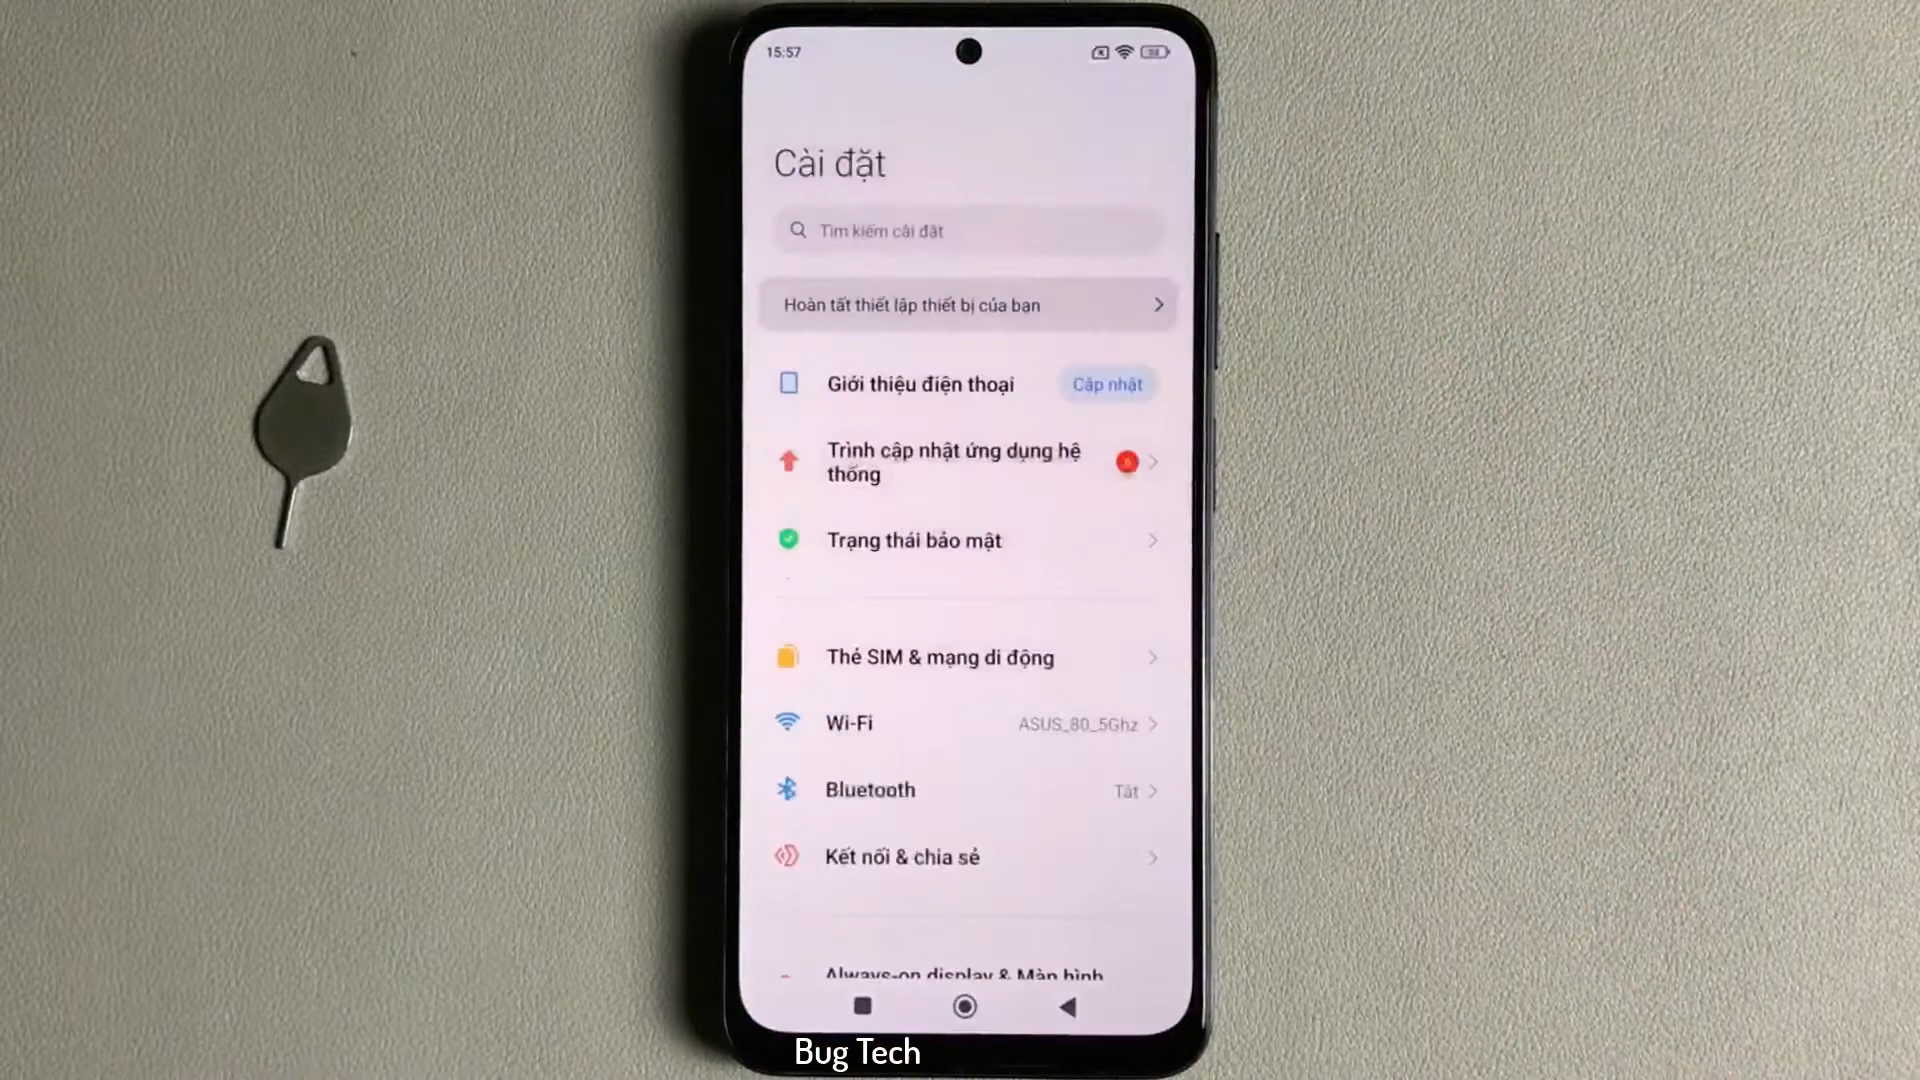 15:57
Cài đặt
Tìm kiếm cài đặt
Hoàn tất thiết lập thiết bị của bạn
Giới thiệu điện thoại
Cập nhật
Trình cập nhật ứng dụng hệ
thống
Trạng thái bảo mật
Thẻ SIM & mạng di động
Wi-Fi
ASUS_80_5Ghz
Bluetooth
Tắt
Kết nối & chia sẻ
Always-on display & Màn hình
Bug Tech